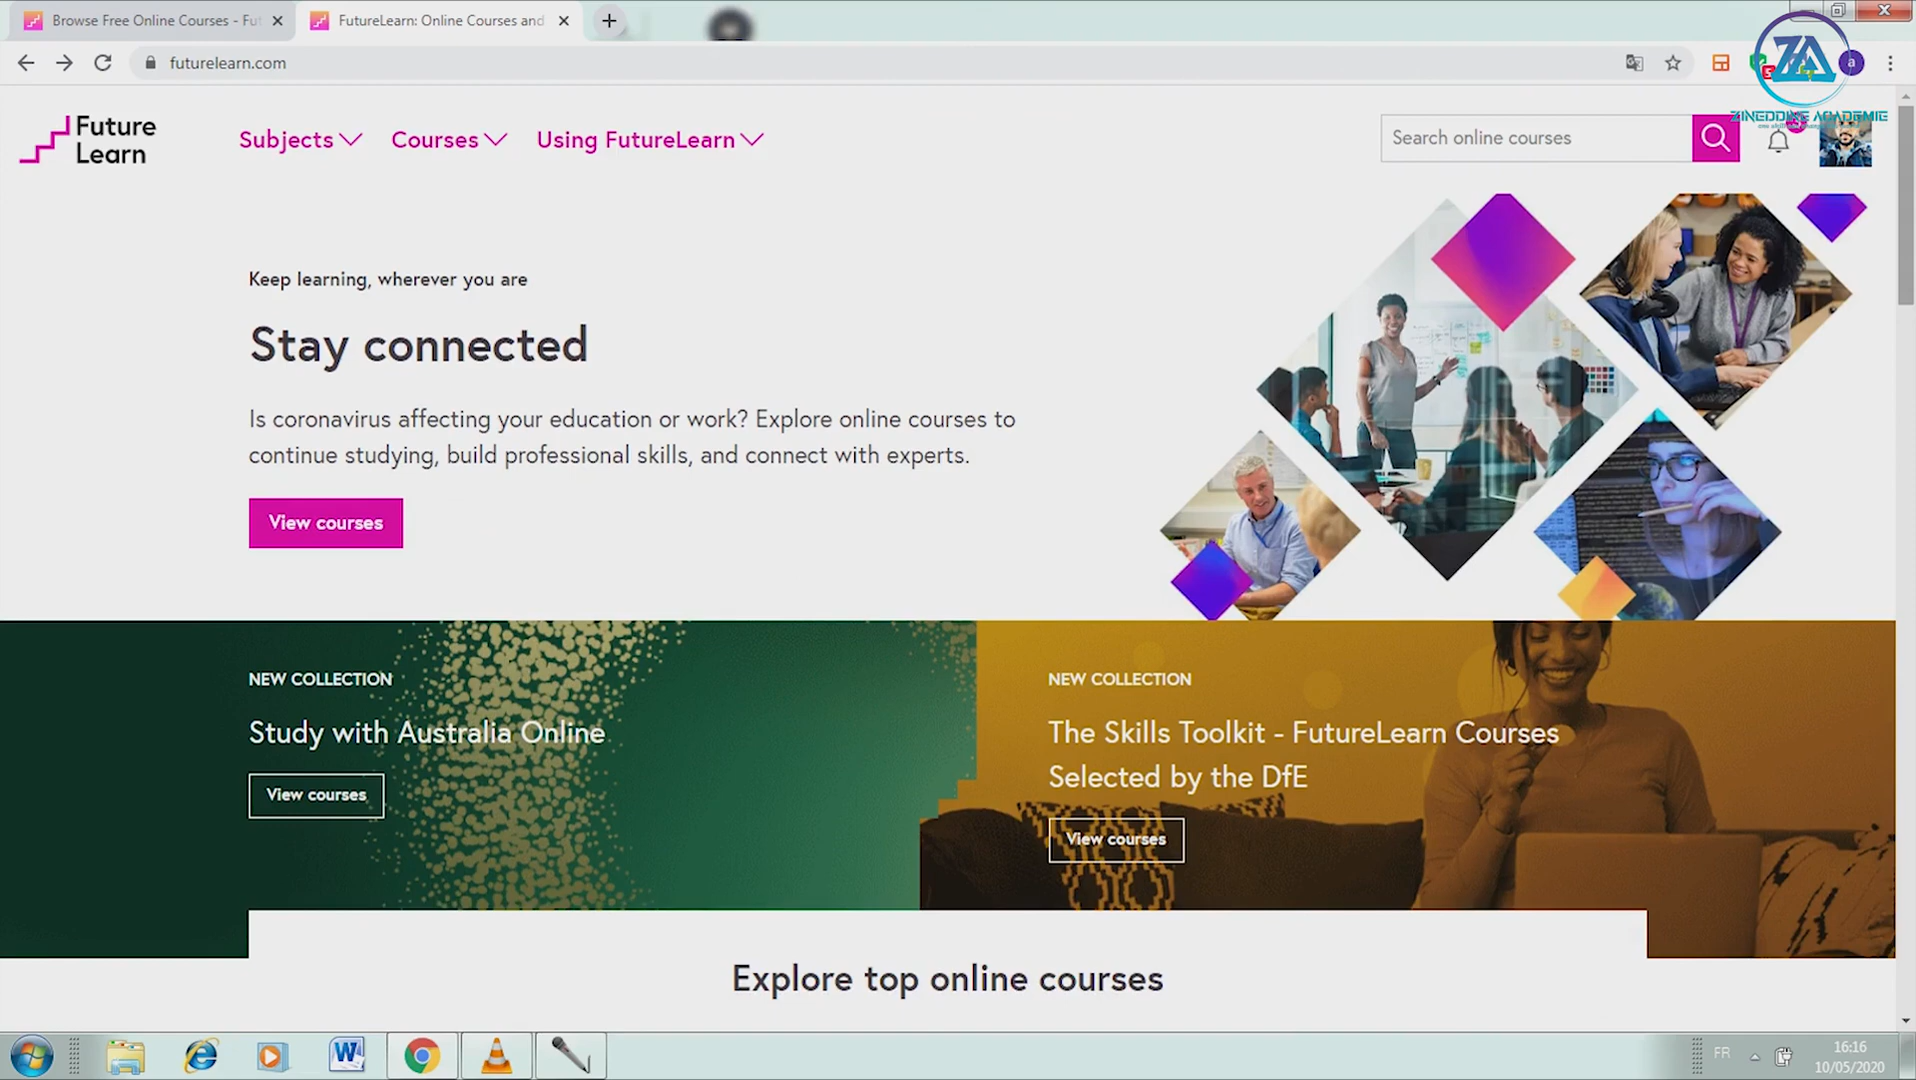 Browse Free Online Courses - Fut
FutureLearn: Online Courses and
futurelearn.com
a
ZINEDDINE ACADEMIE
Future
Learn
Subjects
Courses
Using FutureLearn
Search online courses
Keep learning, wherever you are
Stay connected
Is coronavirus affecting your education or work? Explore online courses to
continue studying, build professional skills, and connect with experts.
View courses
NEW COLLECTION
Study with Australia Online
View courses
NEW COLLECTION
The Skills Toolkit - FutureLearn Courses
Selected by the DfE
View courses
Explore top online courses
FR
16:16
10/05/2020